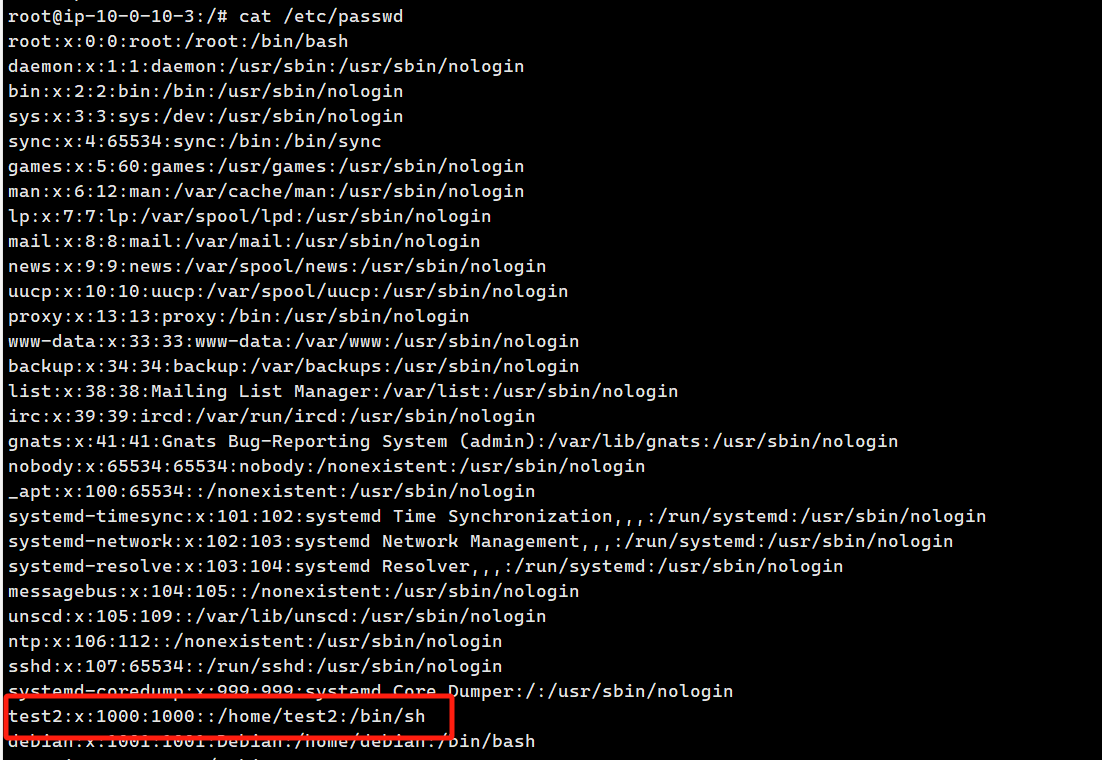 root@ip-10-0-10-3:/# cat /etc/passwd
root:x:0:0:root:/root:/bin/bash
daemon:x:1:1:daemon:/usr/sbin:/usr/sbin/nologin
bin:x:2:2:bin:/bin:/usr/sbin/nologin
sys:x:3:3:sys:/dev:/usr/sbin/nologin
sync:x:4:65534:sync:/bin:/bin/sync
games:x:5:60:games:/usr/games:/usr/sbin/nologin
man:x:6:12:man:/var/cache/man:/usr/sbin/nologin
lp:x:7:7:lp:/var/spool/lpd:/usr/sbin/nologin
mail:x:8:8:mail:/var/mail:/usr/sbin/nologin
news:x:9:9:news:/var/spool/news:/usr/sbin/nologin
uucp:x:10:10:uucp:/var/spool/uucp:/usr/sbin/nologin
proxy:x:13:13:proxy:/bin:/usr/sbin/nologin
www-data:x:33:33:www-data:/var/www:/usr/sbin/nologin
backup:x:34:34:backup:/var/backups:/usr/sbin/nologin
list:x:38:38:Mailing List Manager:/var/list:/usr/sbin/nologin
irc:x:39:39:ircd:/var/run/ircd:/usr/sbin/nologin
gnats:x:41:41:Gnats Bug-Reporting System (admin):/var/lib/gnats:/usr/sbin/nologin
nobody:x:65534:65534:nobody:/nonexistent:/usr/sbin/nologin
_apt:x:100:65534::/nonexistent:/usr/sbin/nologin
systemd-timesync:x:101:102:systemd Time Synchronization,,,:/run/systemd:/usr/sbin/nologin
systemd-network:x:102:103:systemd Network Management,,,:/run/systemd:/usr/sbin/nologin
systemd-resolve:x:103:104:systemd Resolver,,,:/run/systemd:/usr/sbin/nologin
messagebus:x:104:105::/nonexistent:/usr/sbin/nologin
unscd:x:105:109::/var/lib/unscd:/usr/sbin/nologin
ntp:x:106:112::/nonexistent:/usr/sbin/nologin
sshd:x:107:65534::/run/sshd:/usr/sbin/nologin
systemd-coredump:x:999:999:systemd Core Dumper:/:/usr/sbin/nologin
test2:x:1000:1000::/home/test2:/bin/sh
debian:x:1001:1001:Debian:/home/debian:/bin/bash